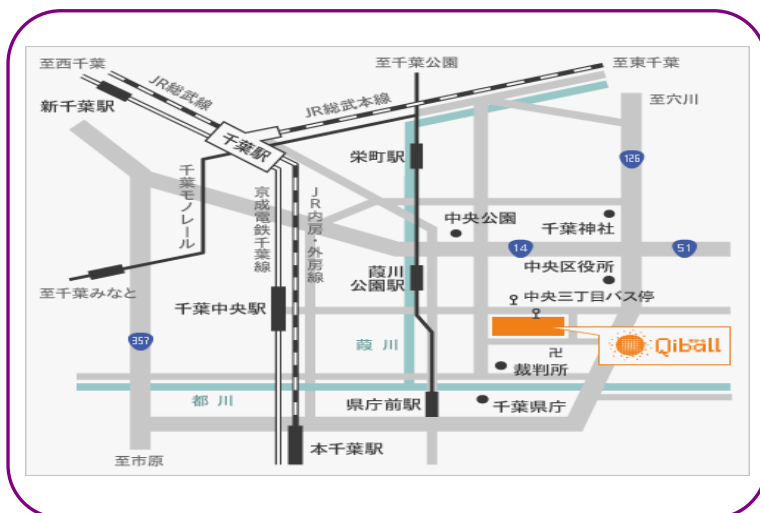 至西千葉
至千葉公園
至東千葉
JR総武線
JR総武本線
新千葉駅
至穴川
千葉駅
栄町駅
126
千葉モノレール
京成電鉄千葉線
JR内房・外房線
中央公園
千葉神社
14
51
葭川
公園駅
中央区役所
至千葉みなと
千葉中央駅
中央三丁目バス停
357
葭川
卍
Qiball
裁判所
都川
県庁前駅
千葉県庁
本千葉駅
至市原